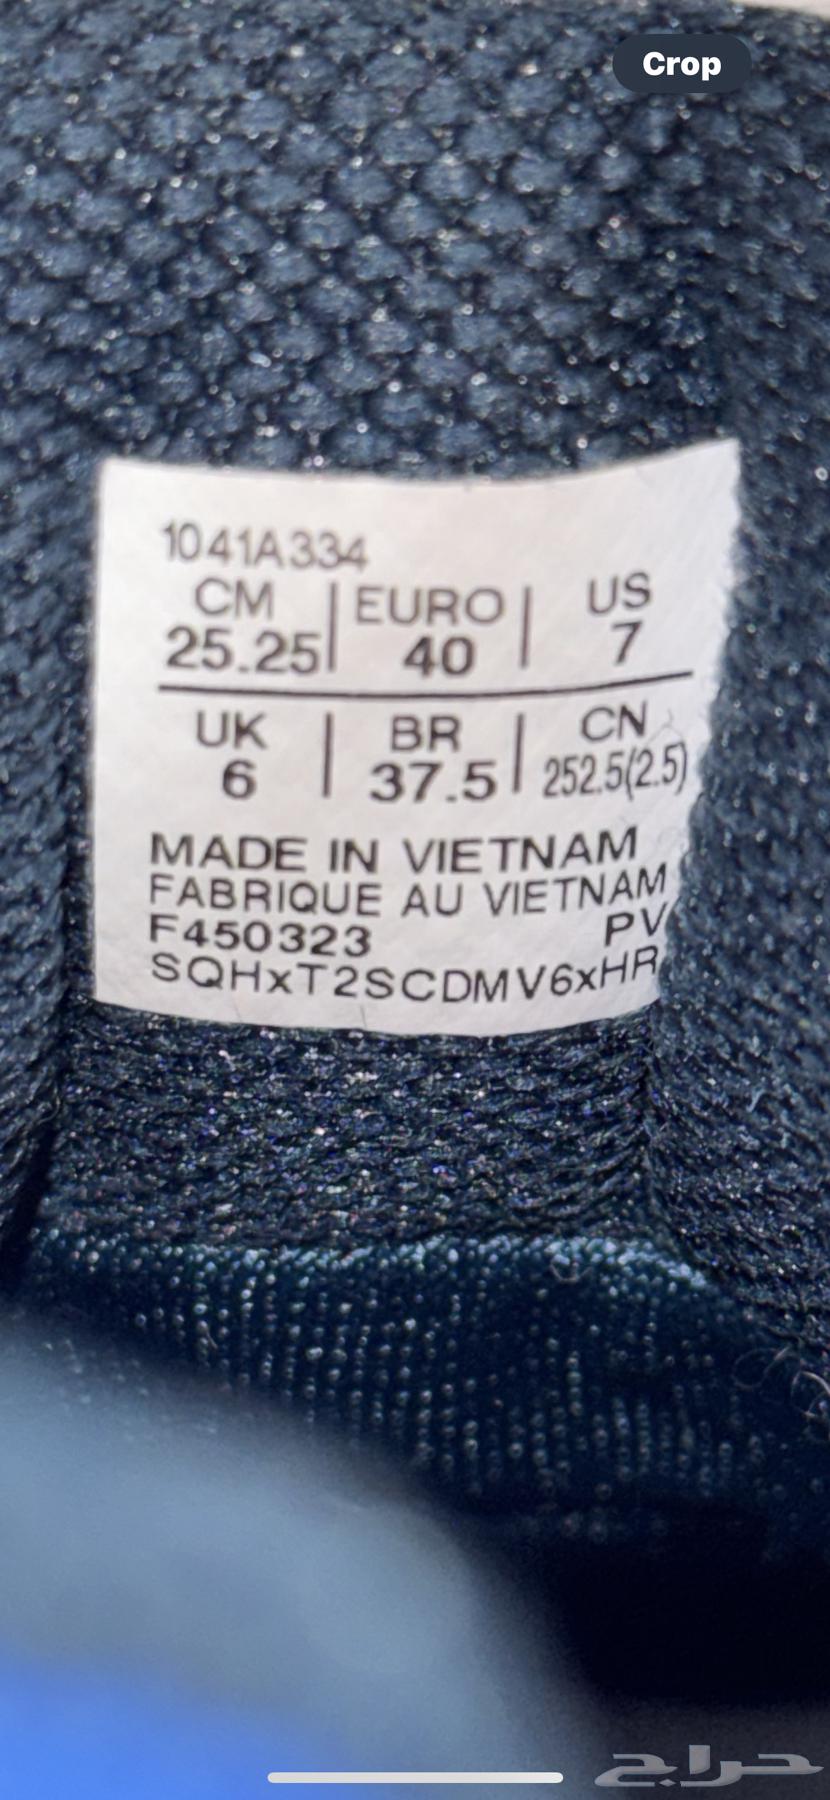 Crop
1041A334
CM | EURO | US
25.25 | 40 | 7
UK | BR | CN
6 | 37.5 | 252.5(2.5)
MADE IN VIETNAM
FABRIQUE AU VIETNAM
F450323 PV
SQHxT2SCDMV6xHR
حراج